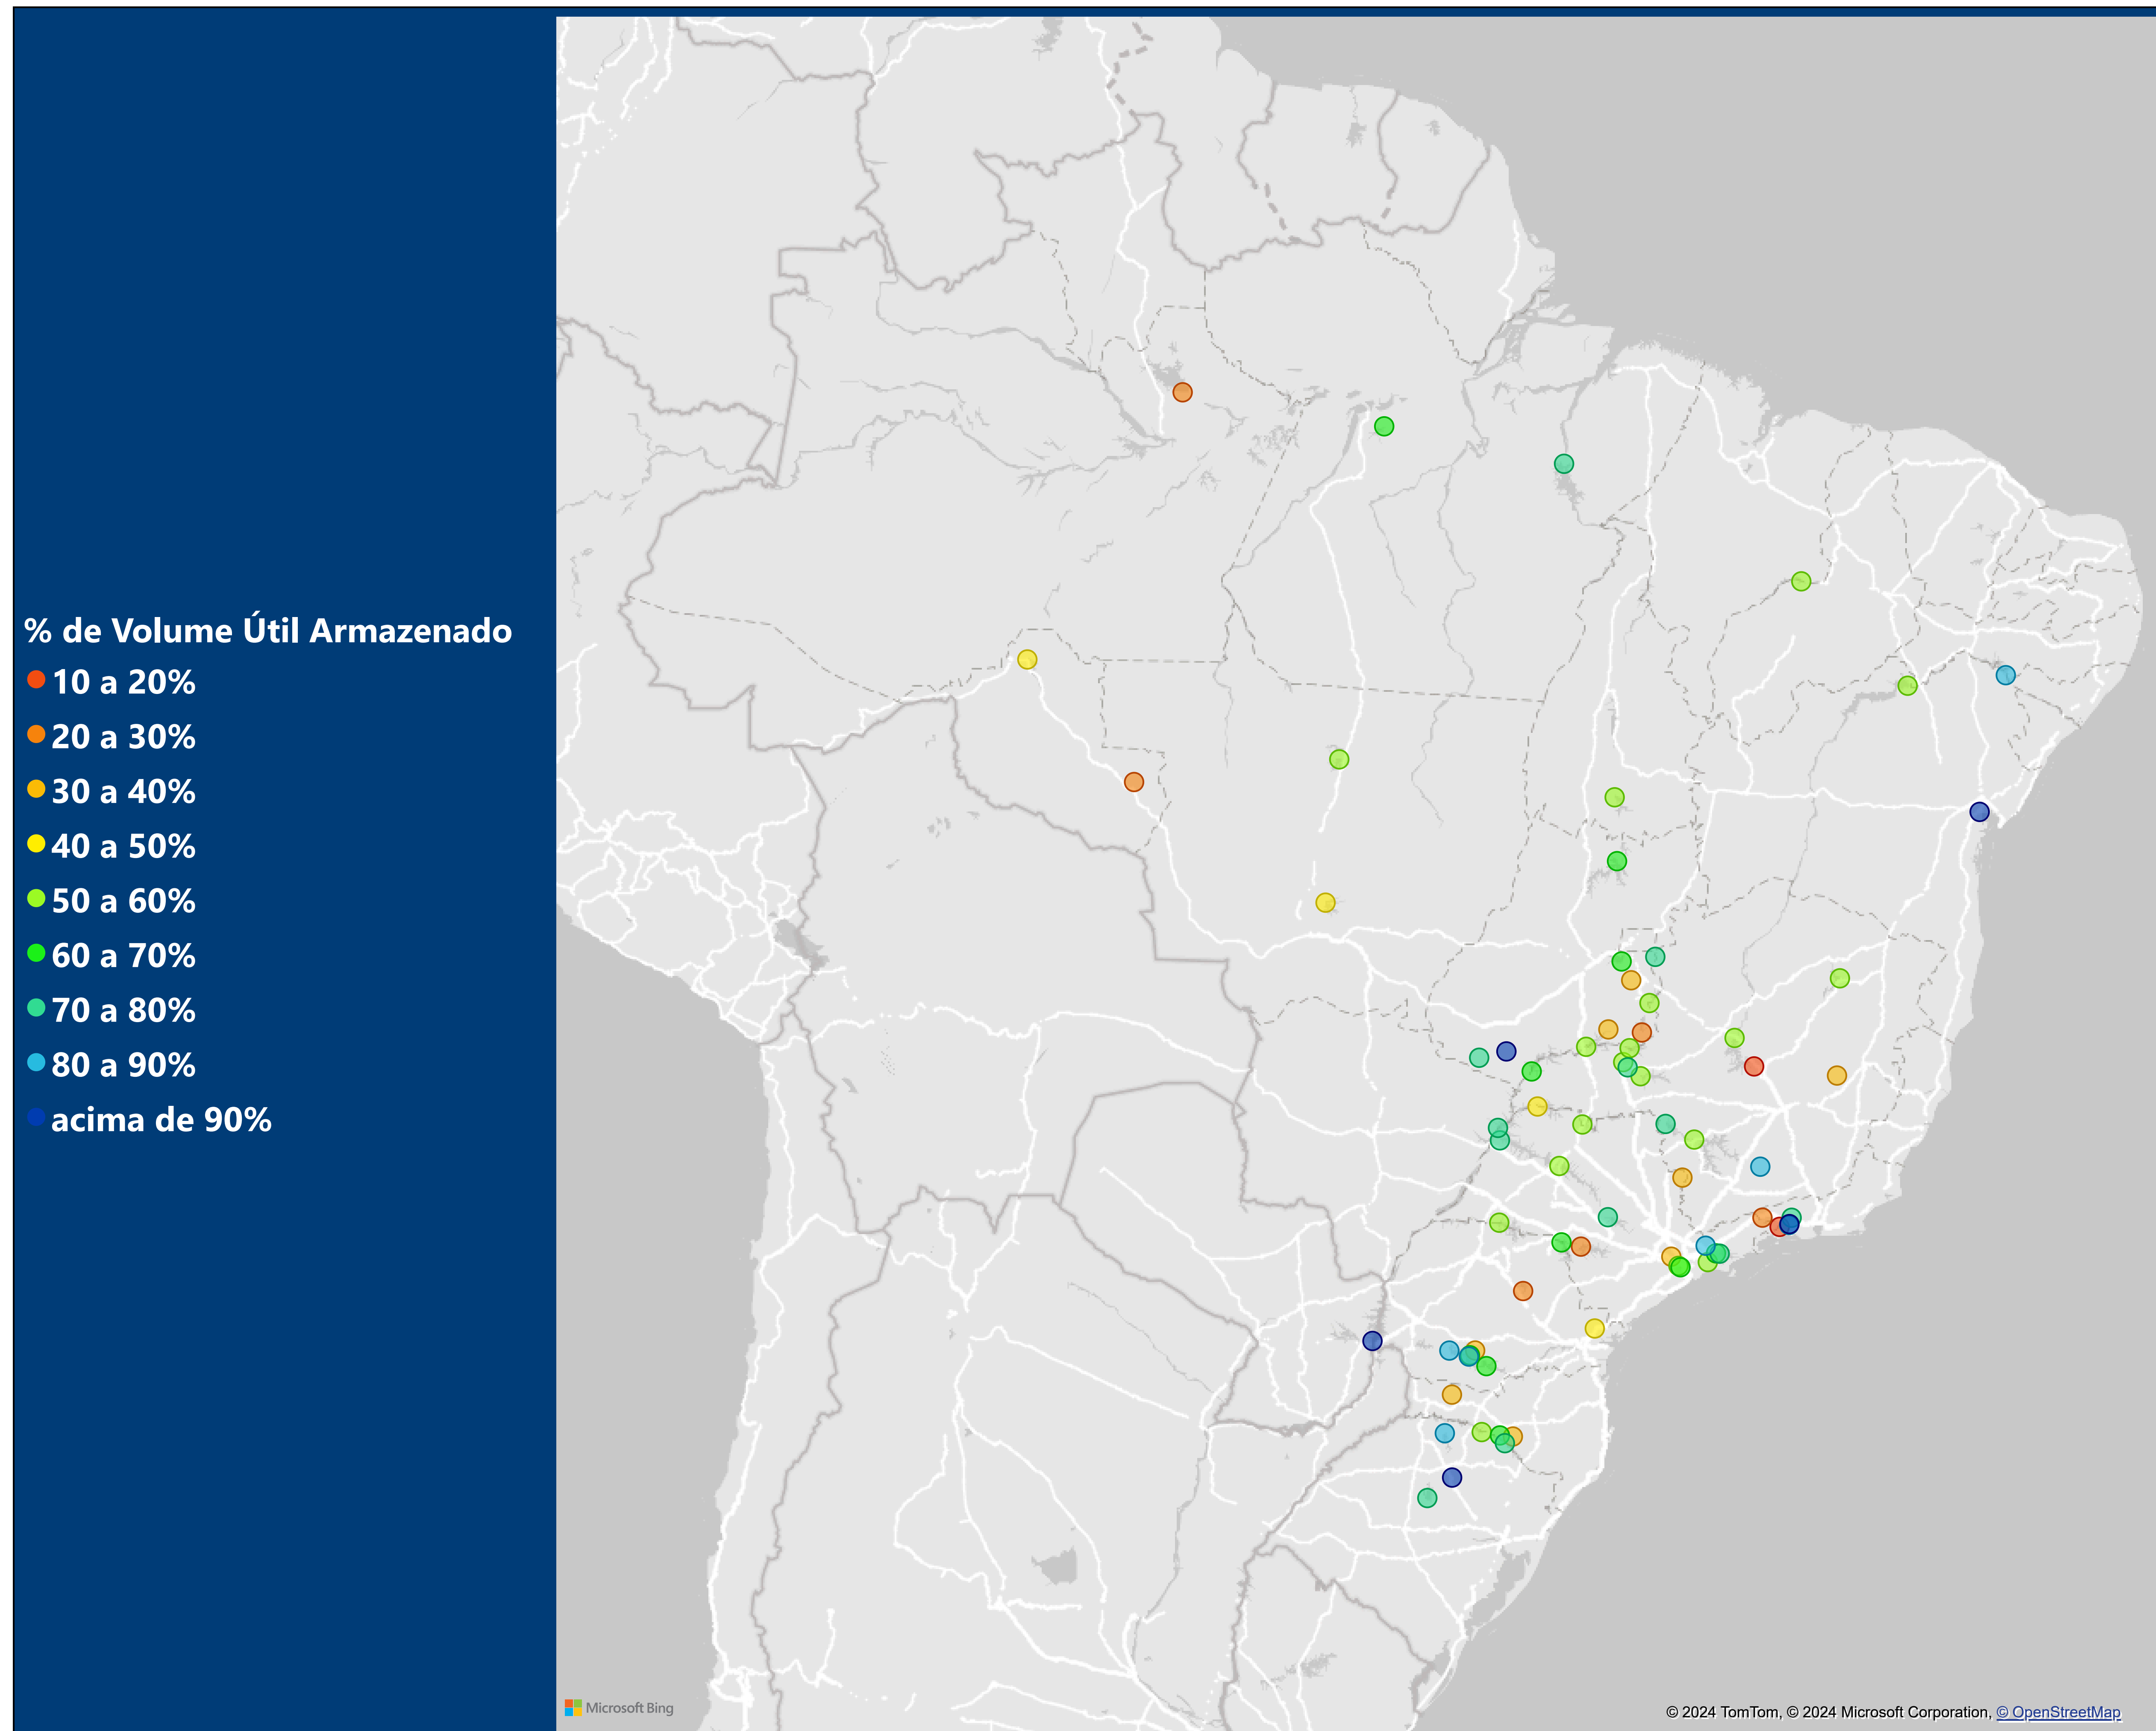 % de Volume Útil Armazenado
10 a 20%
20 a 30%
30 a 40%
40 a 50%
50 a 60%
60 a 70%
70 a 80%
80 a 90%
acima de 90%
Microsoft Bing
© 2024 TomTom, © 2024 Microsoft Corporation, © OpenStreetMap